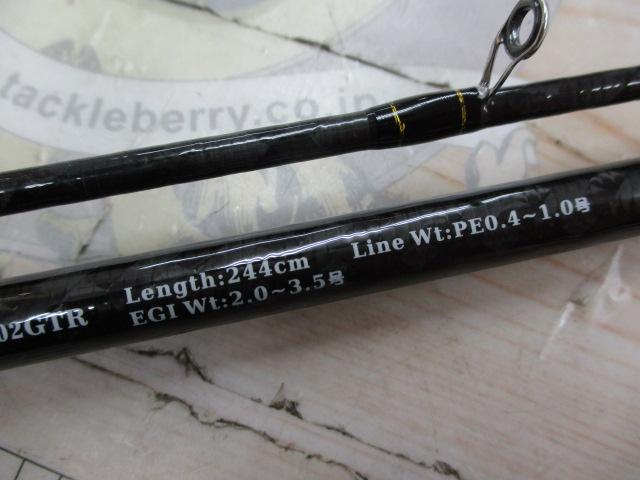 tackleberry.co.jp
Length:244cm Line Wt:PE0.4~1.0号
02GTR EGI Wt:2.0~3.5号